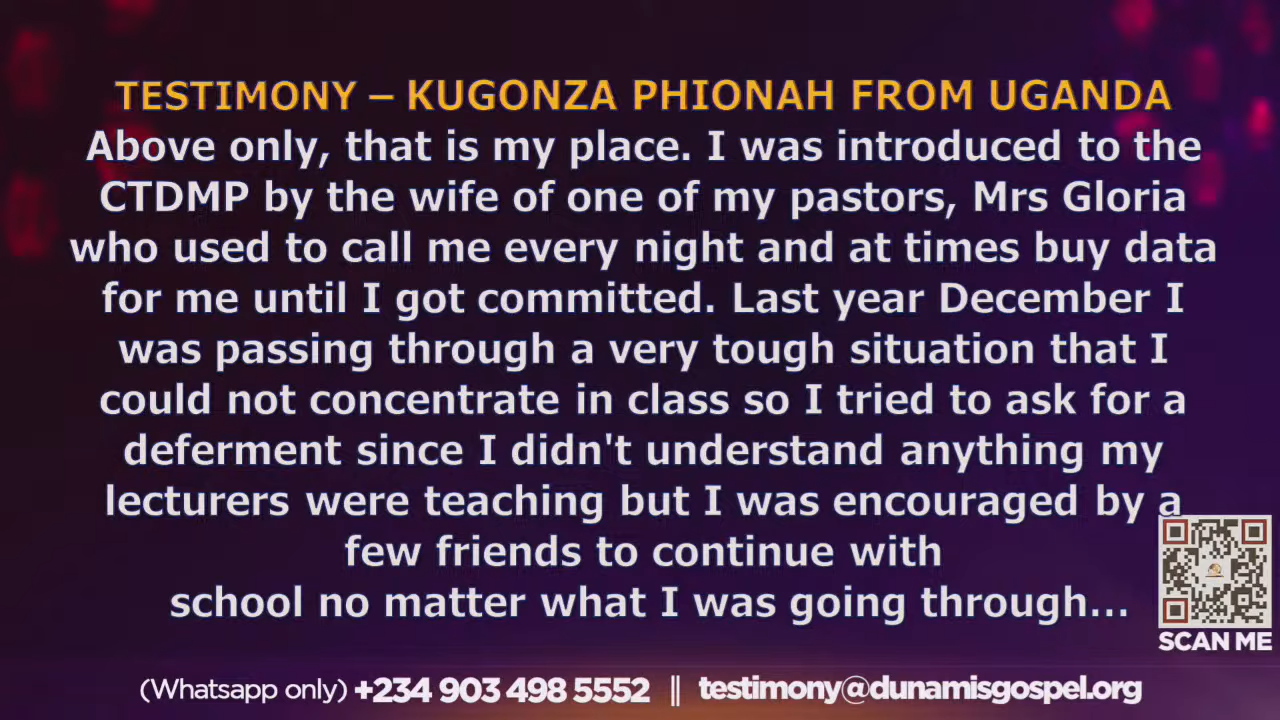 TESTIMONY – KUGONZA PHIONAH FROM UGANDA
Above only, that is my place. I was introduced to the
CTDMP by the wife of one of my pastors, Mrs Gloria
who used to call me every night and at times buy data
for me until I got committed. Last year December I
was passing through a very tough situation that I
could not concentrate in class so I tried to ask for a
deferment since I didn't understand anything my
lecturers were teaching but I was encouraged by a
few friends to continue with
school no matter what I was going through...
SCAN ME
(Whatsapp only) +234 903 498 5552 || testimony@dunamisgospel.org